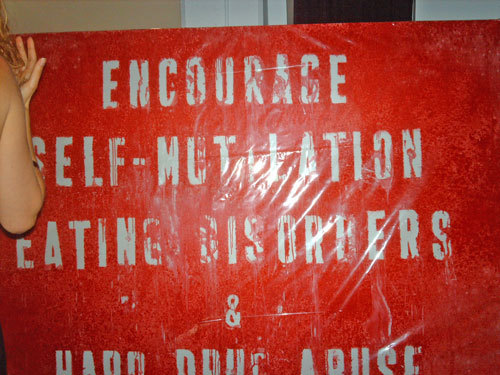 ENCOURAGE
SELF-MUTILATION
EATING DISORDERS
&
HARD DRUG ABUSE